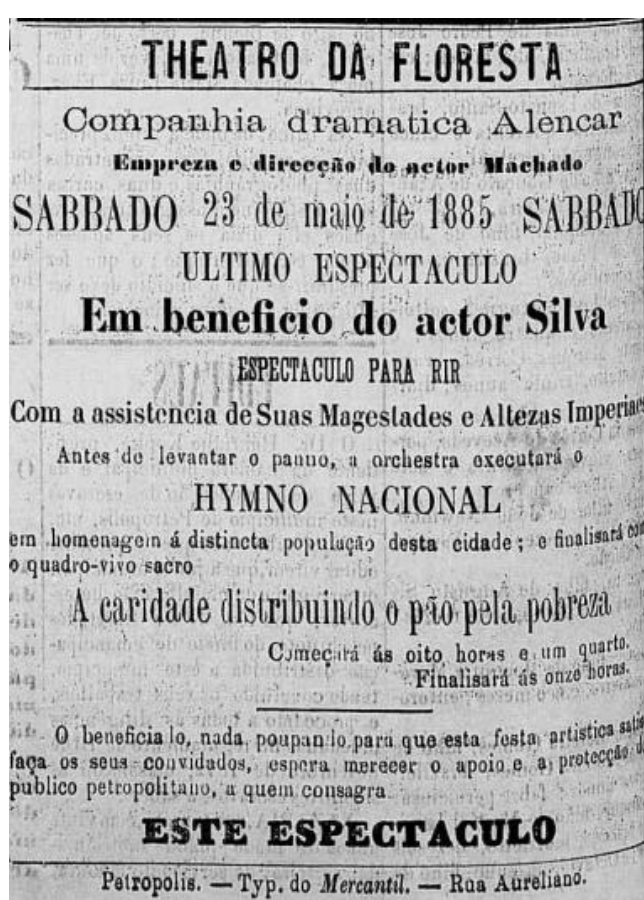 THEATRO DA FLORESTA
Companhia dramatica Alencar
Empreza e direcção do actor Machado
SABBADO 23 de maio de 1885 SABBADO
ULTIMO ESPECTACULO
Em beneficio do actor Silva
ESPECTACULO PARA RIR
Com a assistencia de Suas Magestades e Altezas Imperiaes
Antes de levantar o panno, a orchestra executará o
HYMNO NACIONAL
em homenagem á distincta população desta cidade; e finalisará com
o quadro-vivo sacro
A caridade distribuindo o pão pela pobreza
Começará ás oito horas e um quarto.
Finalisará ás onze horas.
O beneficiado, nada poupando para que esta festa artistica satis
faça os seus convidados, espera merecer o apoio e a protecção do
publico petropolitano, a quem consagra
ESTE ESPECTACULO
Petropolis. — Typ. do Mercantil. — Rua Aureliano.